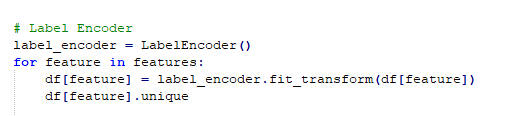 # Label Encoder
label_encoder = LabelEncoder()
for feature in features:
    df[feature] = label_encoder.fit_transform(df[feature])
    df[feature].unique